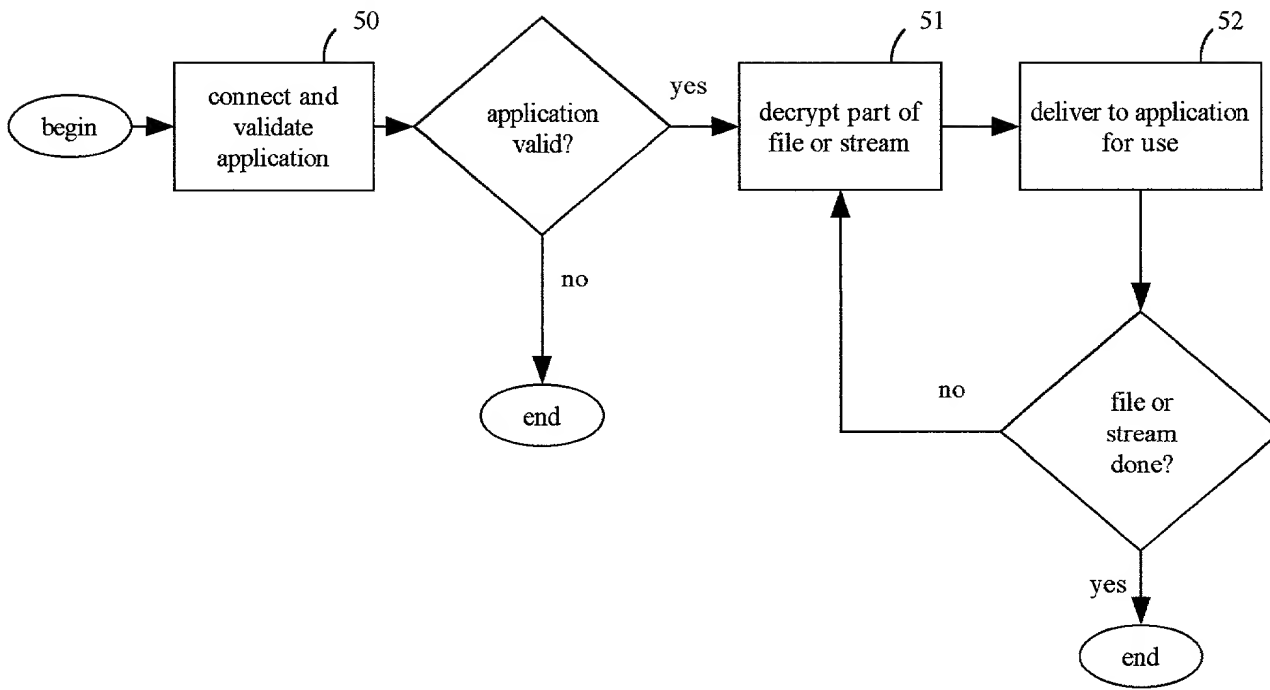 50
51
52
begin
connect and
validate
application
application
valid?
yes
decrypt part of
file or stream
deliver to application
for use
no
end
no
file or
stream
done?
yes
end